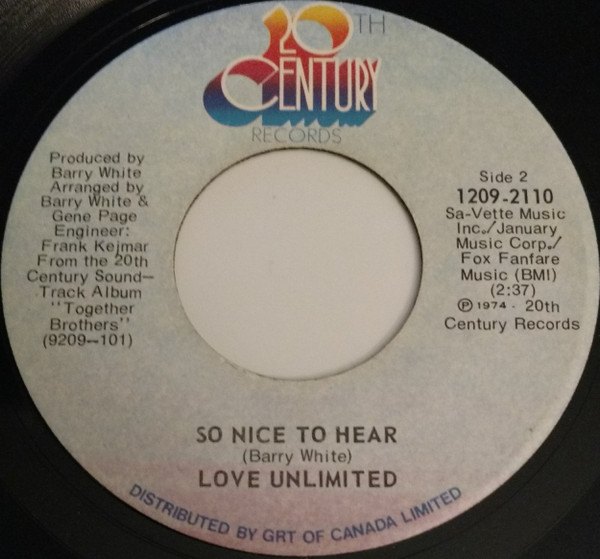 20TH
CENTURY
RECORDS
Produced by
Barry White
Arranged by
Barry White &
Gene Page
Engineer:
Frank Kejmar
From the 20th
Century Sound—
Track Album
"Together
Brothers"
(9209—101)
Side 2
1209-2110
Sa-Vette Music
Inc./January
Music Corp./
Fox Fanfare
Music (BMI)
(2:37)
℗ 1974 - 20th
Century Records
SO NICE TO HEAR
(Barry White)
LOVE UNLIMITED
DISTRIBUTED BY GRT OF CANADA LIMITED